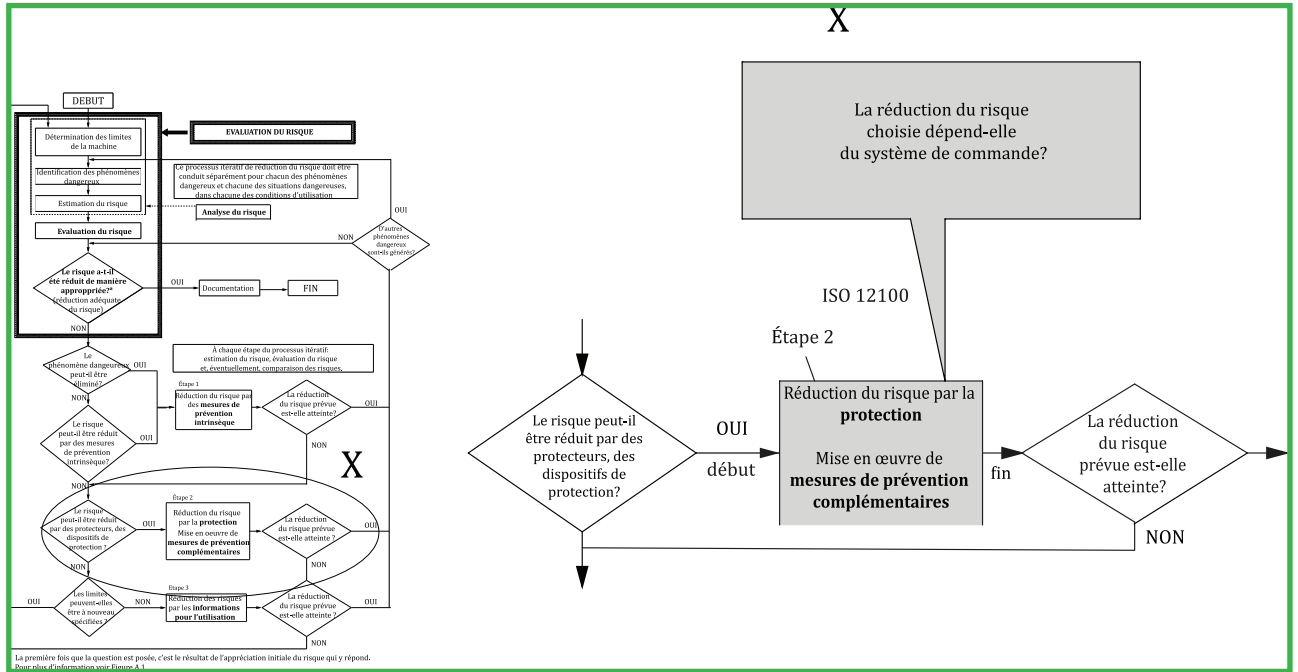 X
DEBUT
EVALUATION DU RISQUE
Détermination des limites
de la machine
Identification des phénomènes
dangereux
Estimation du risque
Le processus itératif de réduction du risque doit être
conduit séparément pour chacun des phénomènes
dangereux et chacune des situations dangereuses,
dans chacune des conditions d'utilisation
Analyse du risque
OUI
Evaluation du risque
NON
D'autres
phénomènes
dangereux
sont-ils générés?
Le risque a-t-il
été réduit de manière
approppriée?ª
(réduction adéquate
du risque)
OUI
Documentation
FIN
NON
Le
phénomène dangeureux
peut-il être
éliminé?
OUI
À chaque étape du processus itératif:
estimation du risque, évaluation du risque
et, éventuellement, comparaison des risques,
Étape 1
Réduction du risque par
des mesures de
prévention
intrinsèque
La réduction
du risque prévue
est-elle atteinte?
OUI
NON
Le risque
peut-il être réduit
par des mesures
de prévention
intrinsèque?
OUI
NON
X
NON
Étape 2
Le risque
peut-il être réduit
par des protecteurs, des
dispositifs de
protection ?
OUI
Réduction du risque
par la protection
Mise en oeuvre de
mesures de prévention
complémentaires
La réduction
du risque prévue
est-elle atteinte ?
OUI
NON
NON
Étape 3
OUI
Les limites
peuvent-elles
être à nouveau
spécifiées ?
NON
Réduction des risques
par les informations
pour l'utilisation
La réduction
du risque prévue
est-elle atteinte ?
OUI
NON
La première fois que la question est posée, c'est le résultat de l'appréciation initiale du risque qui y répond.
Pour plus d'information voir Figure A.1
La réduction du risque
choisie dépend-elle
du système de commande?
ISO 12100
Étape 2
Le risque peut-il
être réduit par des
protecteurs, des
dispositifs de
protection?
OUI
début
Réduction du risque par la
protection
Mise en œuvre de
mesures de prévention
complémentaires
fin
La réduction
du risque
prévue est-elle
atteinte?
NON